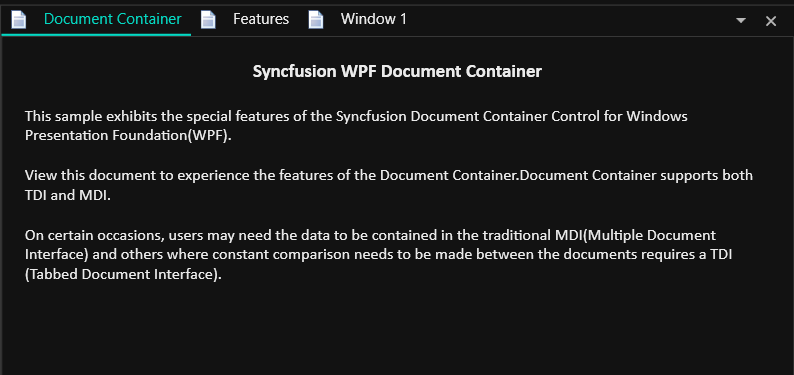 Document Container Features Window 1
Syncfusion WPF Document Container
This sample exhibits the special features of the Syncfusion Document Container Control for Windows
Presentation Foundation(WPF).
View this document to experience the features of the Document Container.Document Container supports both
TDI and MDI.
On certain occasions, users may need the data to be contained in the traditional MDI(Multiple Document
Interface) and others where constant comparison needs to be made between the documents requires a TDI
(Tabbed Document Interface).